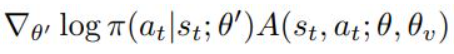 ∇θ′ log π(at|st; θ′)A(st, at; θ, θv)